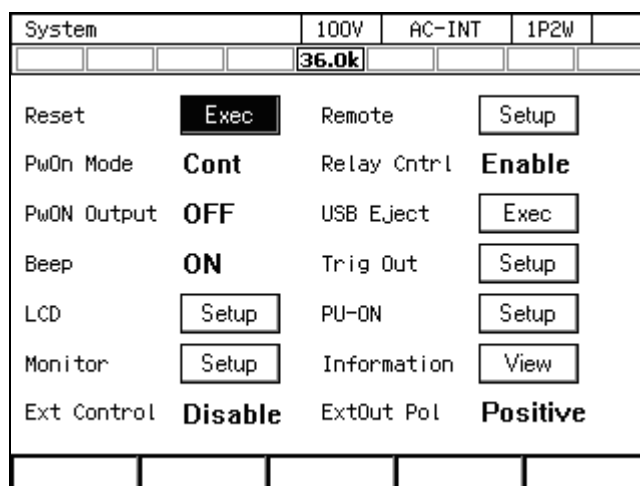 System 100V AC-INT 1P2W
36.0k
Reset Exec Remote Setup
PwOn Mode Cont Relay Cntrl Enable
PwON Output OFF USB Eject Exec
Beep ON Trig Out Setup
LCD Setup PU-ON Setup
Monitor Setup Information View
Ext Control Disable ExtOut Pol Positive